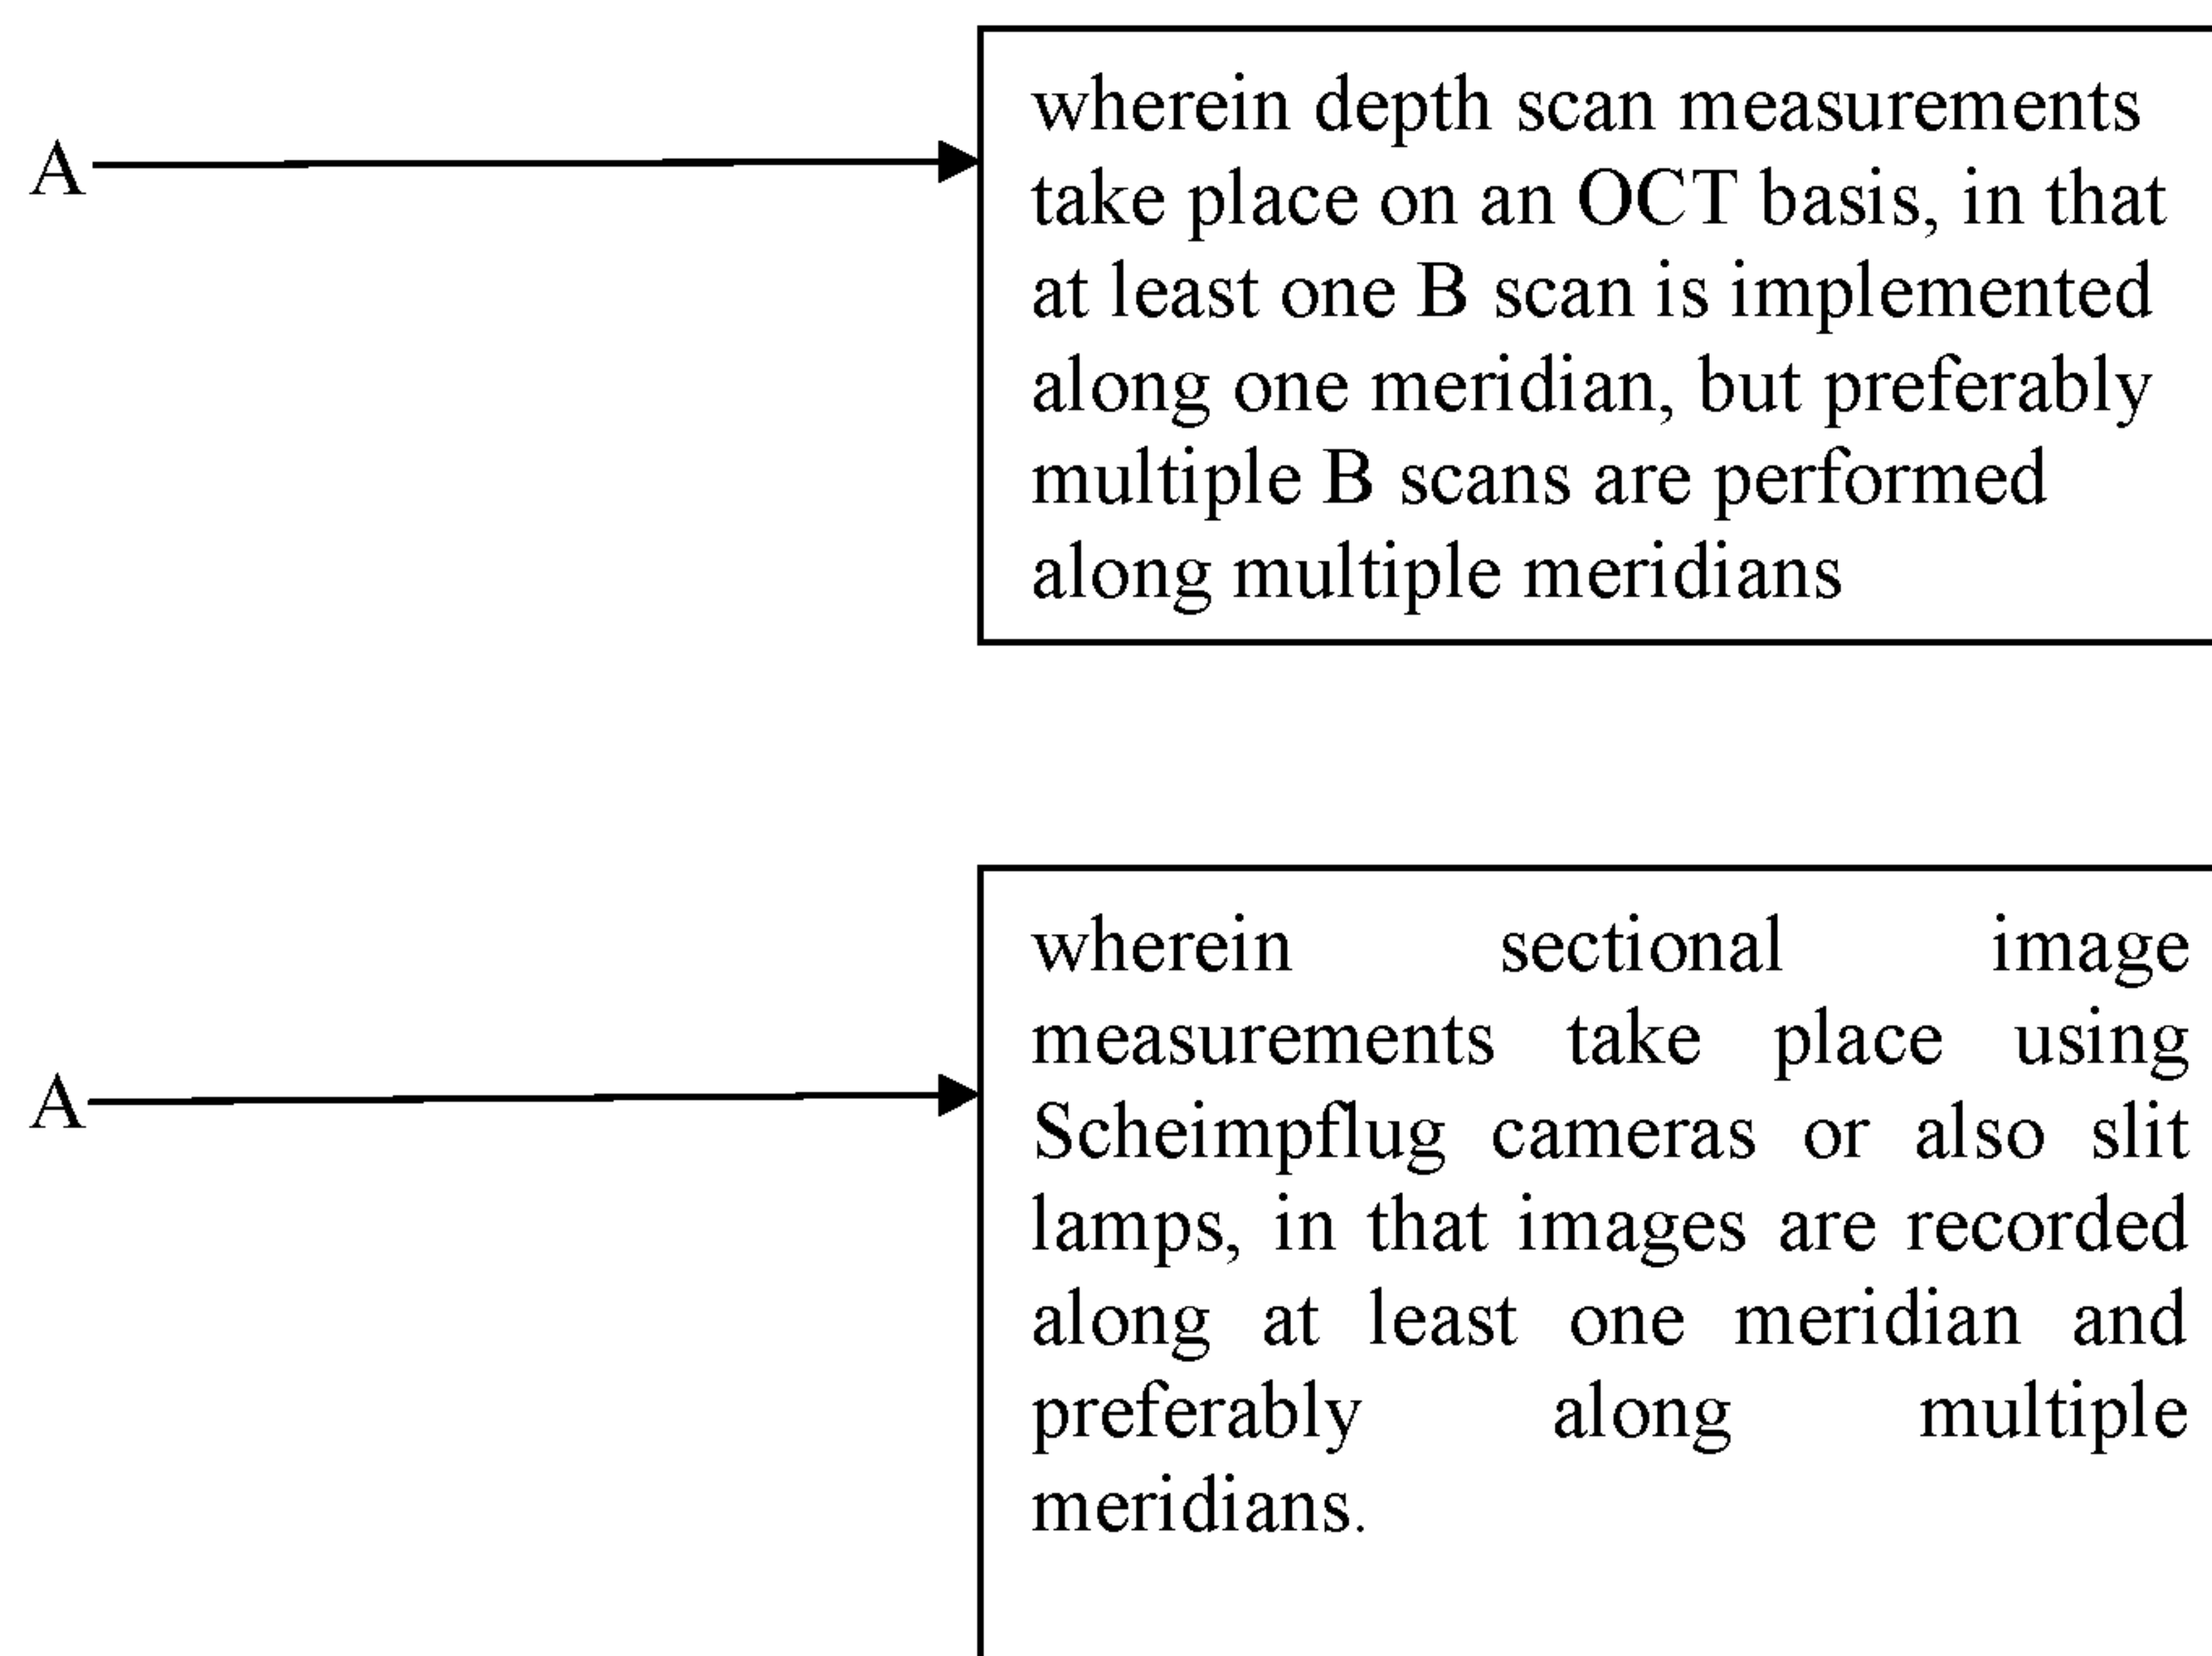 A
wherein depth scan measurements
take place on an OCT basis, in that
at least one B scan is implemented
along one meridian, but preferably
multiple B scans are performed
along multiple meridians
A
wherein sectional image
measurements take place using
Scheimpflug cameras or also slit
lamps, in that images are recorded
along at least one meridian and
preferably along multiple
meridians.